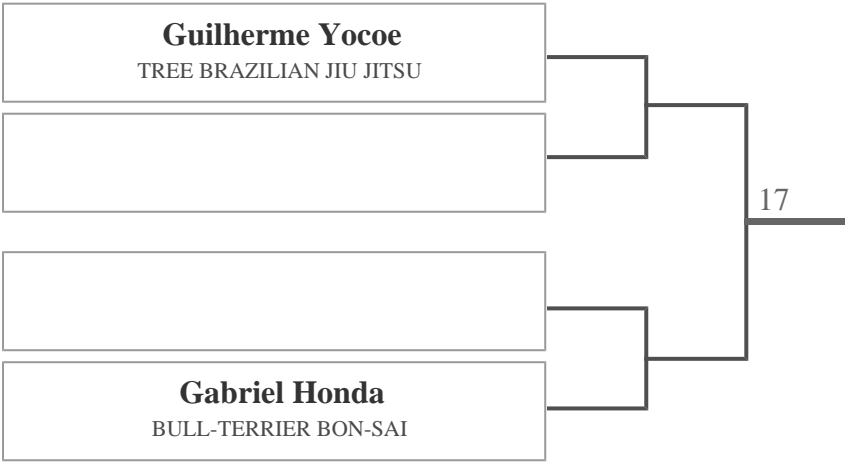 Guilherme Yocoe
TREE BRAZILIAN JIU JITSU
17
Gabriel Honda
BULL-TERRIER BON-SAI